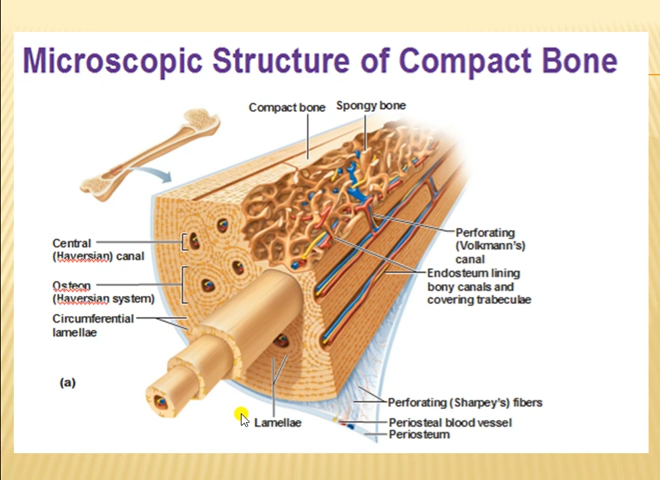 Microscopic Structure of Compact Bone
Compact bone
Spongy bone
Central
(Haversian) canal
Osteon
(Haversian system)
Circumferential
lamellae
(a)
Lamellae
Perforating
(Volkmann's)
canal
Endosteum lining
bony canals and
covering trabeculae
Perforating (Sharpey's) fibers
Periosteal blood vessel
Periosteum